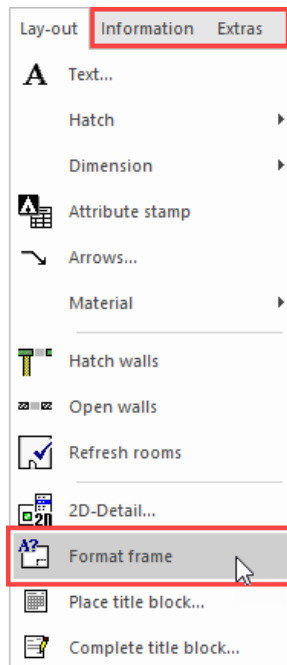 Lay-out Information Extras
A Text...
Hatch
Dimension
Attribute stamp
Arrows...
Material
Hatch walls
Open walls
Refresh rooms
2D 2D-Detail...
A? Format frame
Place title block...
Complete title block...